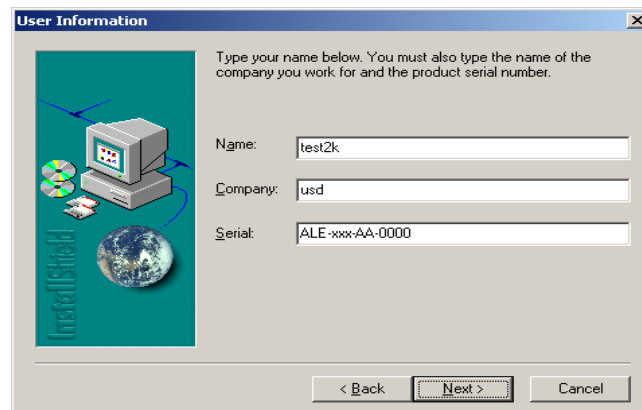 User Information
Type your name below. You must also type the name of the
company you work for and the product serial number.
Name:
test2k
Company:
usd
Serial:
ALE-xxx-AA-0000
InstallShield
< Back
Next >
Cancel